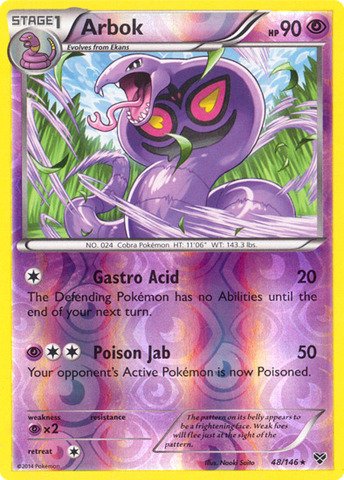 STAGE1 Arbok HP90
Evolves from Ekans
NO. 024 Cobra Pokémon HT: 11'06" WT: 143.3 lbs.
Gastro Acid 20
The Defending Pokémon has no Abilities until the
end of your next turn.
Poison Jab 50
Your opponent's Active Pokémon is now Poisoned.
weakness resistance
×2
retreat
The pattern on its belly appears to
be a frightening face. Weak foes
will flee just at the sight of the
pattern.
©2014 Pokémon
Illus. Naoki Saito 48/146★
XY